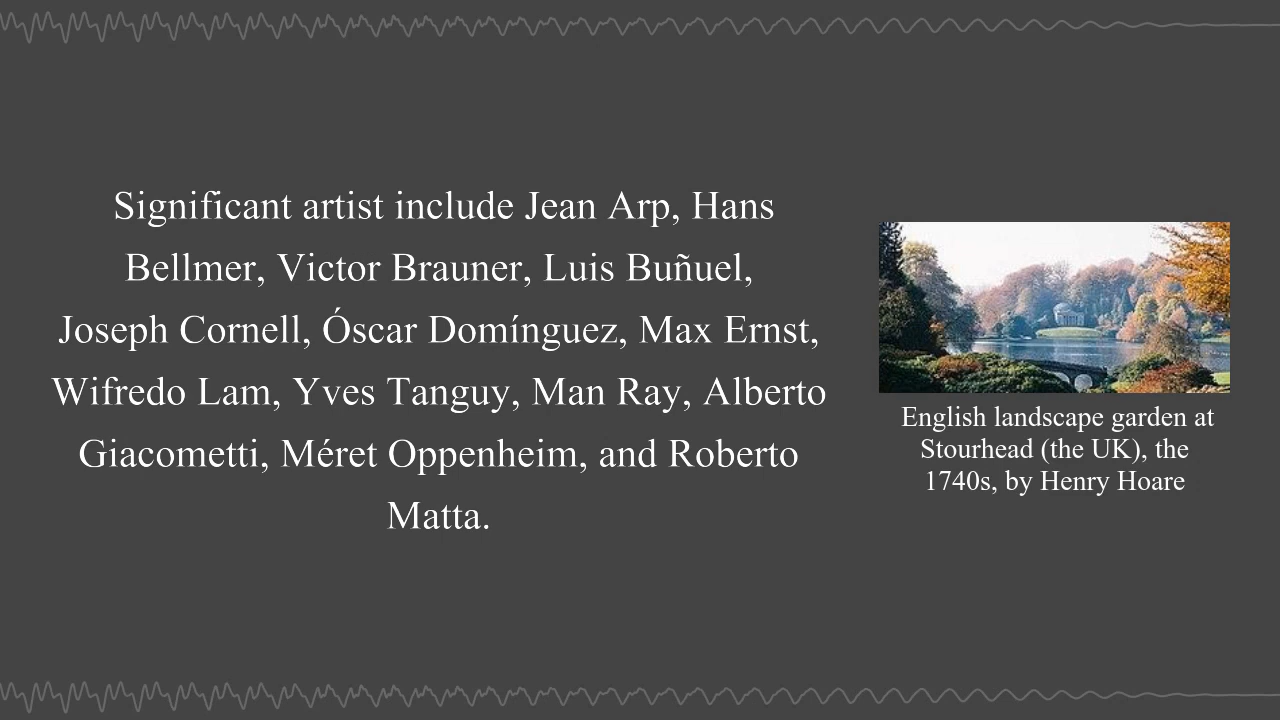 Significant artist include Jean Arp, Hans
Bellmer, Victor Brauner, Luis Buñuel,
Joseph Cornell, Óscar Domínguez, Max Ernst,
Wifredo Lam, Yves Tanguy, Man Ray, Alberto
Giacometti, Méret Oppenheim, and Roberto
Matta.
English landscape garden at
Stourhead (the UK), the
1740s, by Henry Hoare